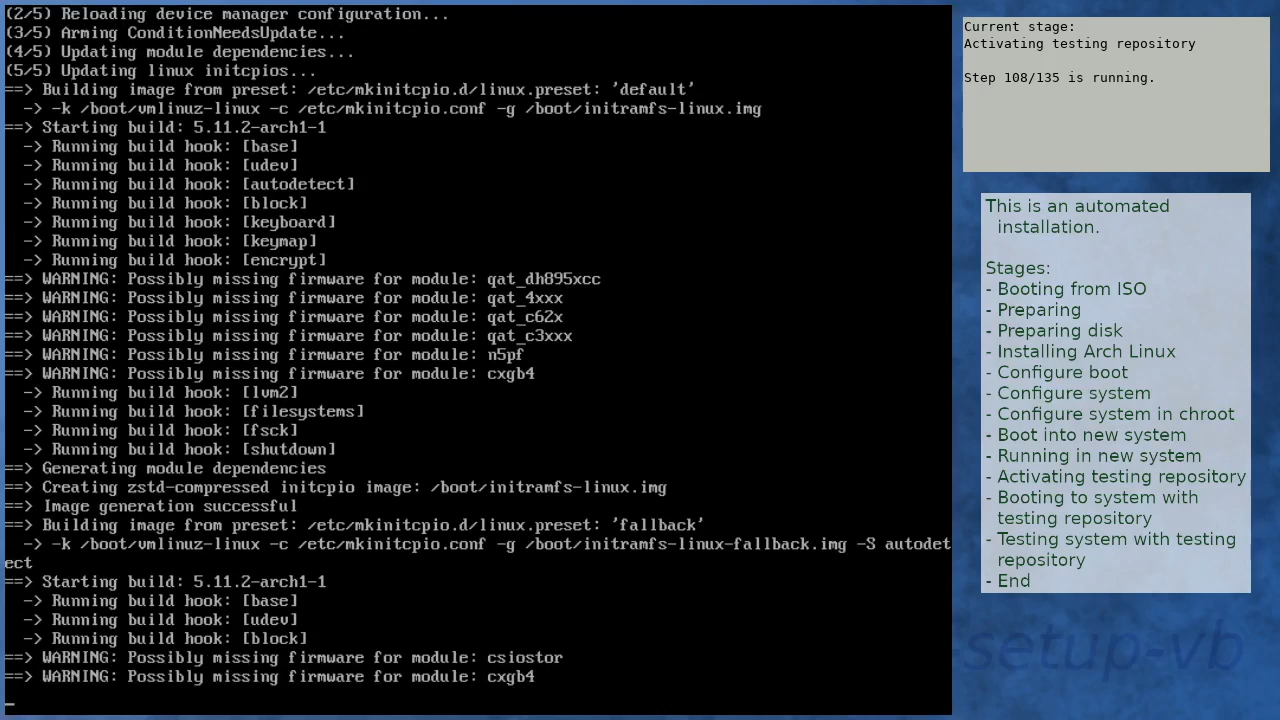 (2/5) Reloading device manager configuration...
(3/5) Arming ConditionNeedsUpdate...
(4/5) Updating module dependencies...
(5/5) Updating linux initcpios...
==> Building image from preset: /etc/mkinitcpio.d/linux.preset: 'default'
  -> -k /boot/vmlinuz-linux -c /etc/mkinitcpio.conf -g /boot/initramfs-linux.img
==> Starting build: 5.11.2-arch1-1
  -> Running build hook: [base]
  -> Running build hook: [udev]
  -> Running build hook: [autodetect]
  -> Running build hook: [block]
  -> Running build hook: [keyboard]
  -> Running build hook: [keymap]
  -> Running build hook: [encrypt]
==> WARNING: Possibly missing firmware for module: qat_dh895xcc
==> WARNING: Possibly missing firmware for module: qat_4xxx
==> WARNING: Possibly missing firmware for module: qat_c62x
==> WARNING: Possibly missing firmware for module: qat_c3xxx
==> WARNING: Possibly missing firmware for module: n5pf
==> WARNING: Possibly missing firmware for module: cxgb4
  -> Running build hook: [lvm2]
  -> Running build hook: [filesystems]
  -> Running build hook: [fsck]
  -> Running build hook: [shutdown]
==> Generating module dependencies
==> Creating zstd-compressed initcpio image: /boot/initramfs-linux.img
==> Image generation successful
==> Building image from preset: /etc/mkinitcpio.d/linux.preset: 'fallback'
  -> -k /boot/vmlinuz-linux -c /etc/mkinitcpio.conf -g /boot/initramfs-linux-fallback.img -S autodet
ect
==> Starting build: 5.11.2-arch1-1
  -> Running build hook: [base]
  -> Running build hook: [udev]
  -> Running build hook: [block]
==> WARNING: Possibly missing firmware for module: csiostor
==> WARNING: Possibly missing firmware for module: cxgb4
_
Current stage:
Activating testing repository
Step 108/135 is running.
This is an automated
installation.
Stages:
- Booting from ISO
- Preparing
- Preparing disk
- Installing Arch Linux
- Configure boot
- Configure system
- Configure system in chroot
- Boot into new system
- Running in new system
- Activating testing repository
- Booting to system with
testing repository
- Testing system with testing
repository
- End
-setup-vb